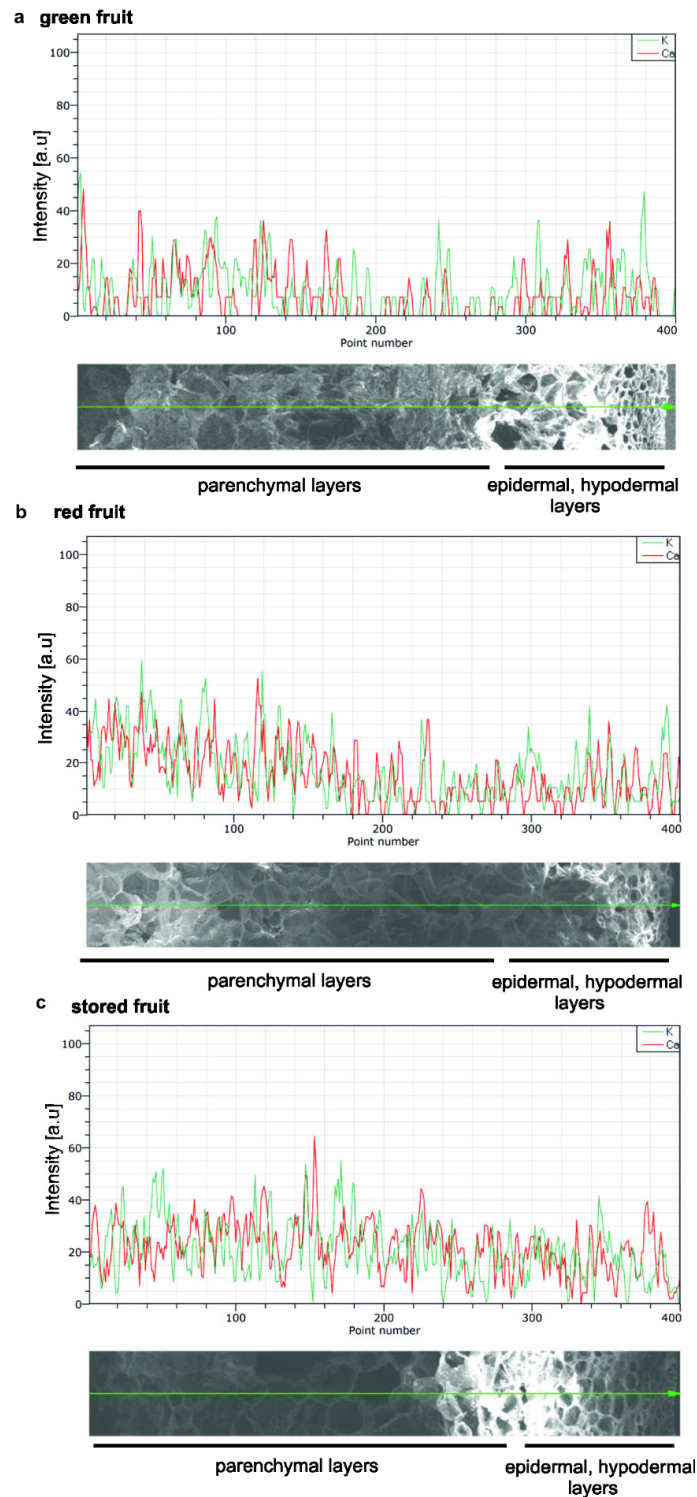 a green fruit
100
80
60
40
20
0
Intensity [a.u]
K
Ca
100
200
300
400
Point number
parenchymal layers
epidermal, hypodermal
layers
b red fruit
100
80
60
40
20
0
Intensity [a.u]
K
Ca
100
200
300
400
Point number
parenchymal layers
epidermal, hypodermal
layers
c stored fruit
100
80
60
40
20
0
Intensity [a.u]
K
Ca
100
200
300
400
Point number
parenchymal layers
epidermal, hypodermal
layers